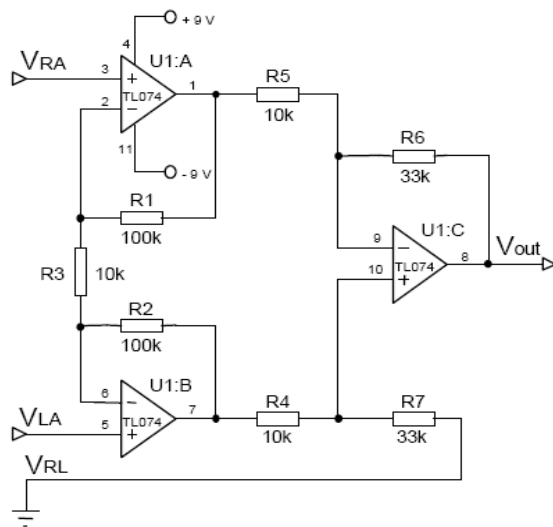 +9 V
4
U1:A
VRA
3
+
TL074
1
2
−
11
-9 V
R5
10k
R6
33k
R1
100k
U1:C
9
−
TL074
8
Vout
10
+
R3
10k
R2
100k
6
−
U1:B
TL074
7
VLA
5
+
R4
10k
R7
33k
VRL